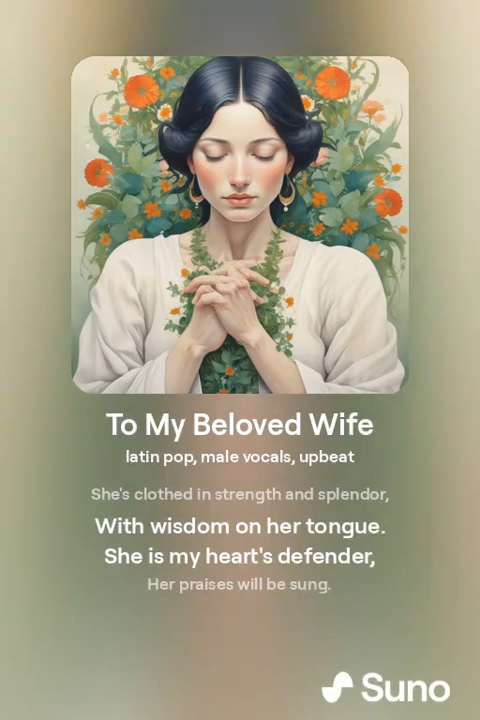 To My Beloved Wife
latin pop, male vocals, upbeat
She's clothed in strength and splendor,
With wisdom on her tongue.
She is my heart's defender,
Her praises will be sung.
Suno